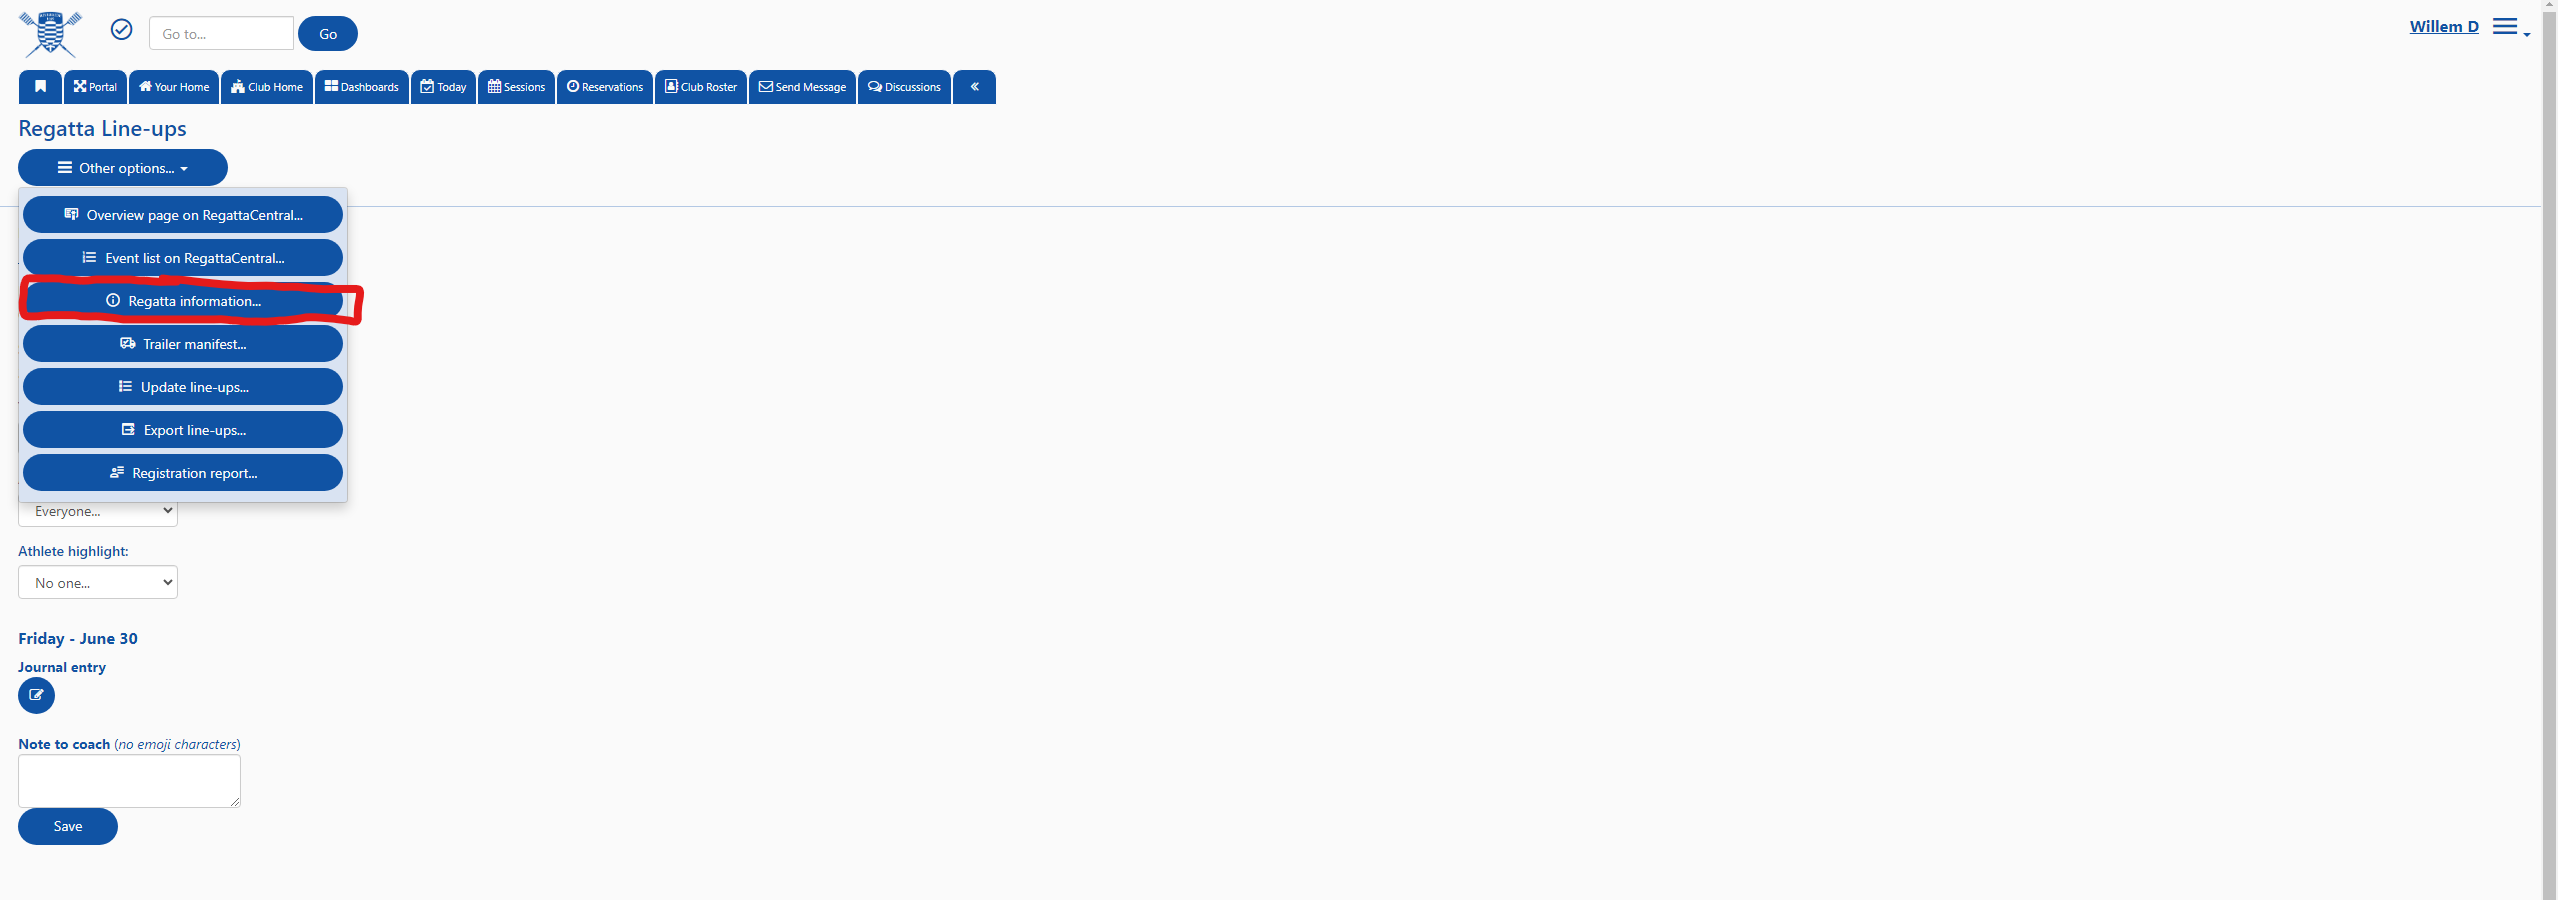 Go to...
Go
Willem D
Portal
Your Home
Club Home
Dashboards
Today
Sessions
Reservations
Club Roster
Send Message
Discussions
Regatta Line-ups
Other options...
Overview page on RegattaCentral...
Event list on RegattaCentral...
Regatta information...
Trailer manifest...
Update line-ups...
Export line-ups...
Registration report...
Everyone...
Athlete highlight:
No one...
Friday - June 30
Journal entry
Note to coach (no emoji characters)
Save